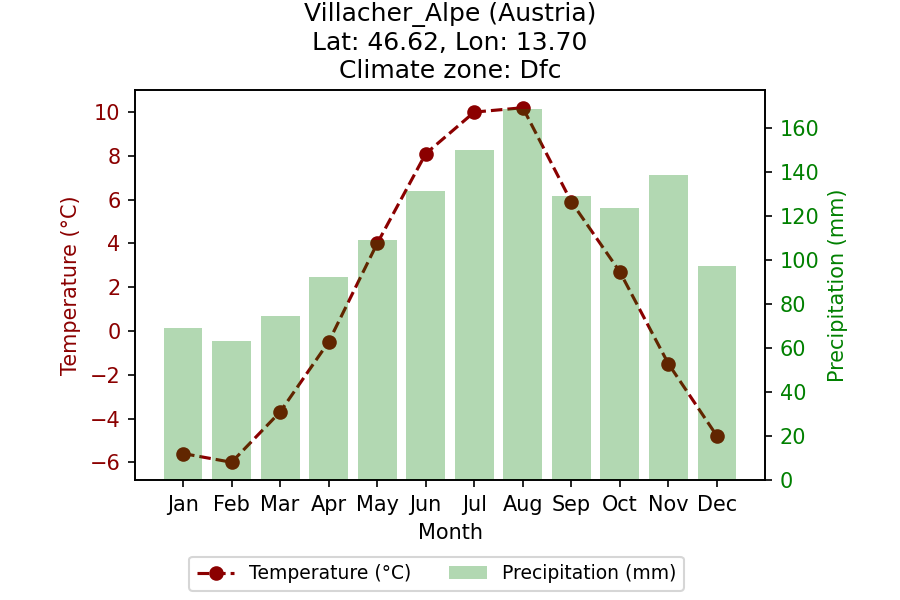 Villacher_Alpe (Austria)
Lat: 46.62, Lon: 13.70
Climate zone: Dfc
Temperature (°C)
10
8
6
4
2
0
−2
−4
−6
Precipitation (mm)
160
140
120
100
80
60
40
20
0
Jan Feb Mar Apr May Jun Jul Aug Sep Oct Nov Dec
Month
Temperature (°C) Precipitation (mm)